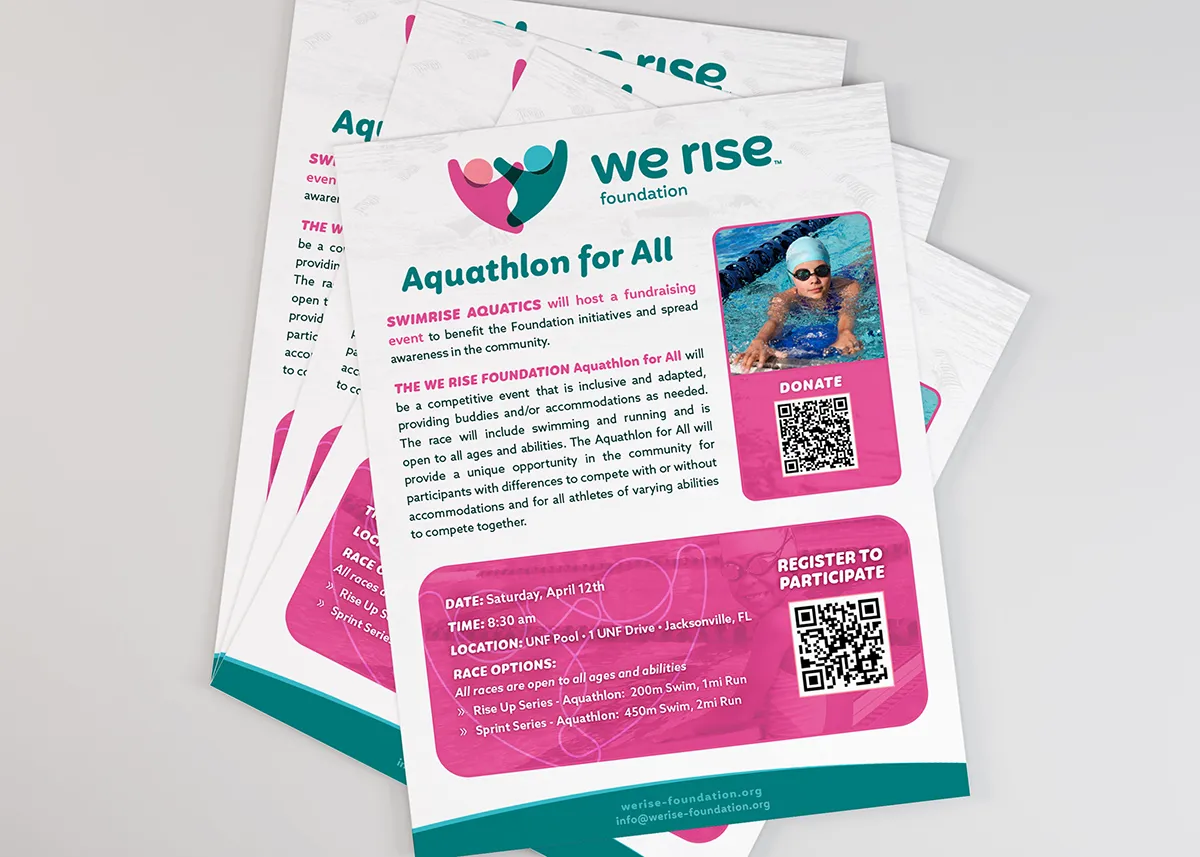 we rise™
foundation
Aquathlon for All
SWIMRISE AQUATICS will host a fundraising
event to benefit the Foundation initiatives and spread
awareness in the community.
THE WE RISE FOUNDATION Aquathlon for All will
be a competitive event that is inclusive and adapted,
providing buddies and/or accommodations as needed.
The race will include swimming and running and is
open to all ages and abilities. The Aquathlon for All will
provide a unique opportunity in the community for
participants with differences to compete with or without
accommodations and for all athletes of varying abilities
to compete together.
DONATE
DATE: Saturday, April 12th
TIME: 8:30 am
LOCATION: UNF Pool • 1 UNF Drive • Jacksonville, FL
RACE OPTIONS:
All races are open to all ages and abilities
» Rise Up Series - Aquathlon: 200m Swim, 1mi Run
» Sprint Series - Aquathlon: 450m Swim, 2mi Run
REGISTER TO
PARTICIPATE
werise-foundation.org
info@werise-foundation.org